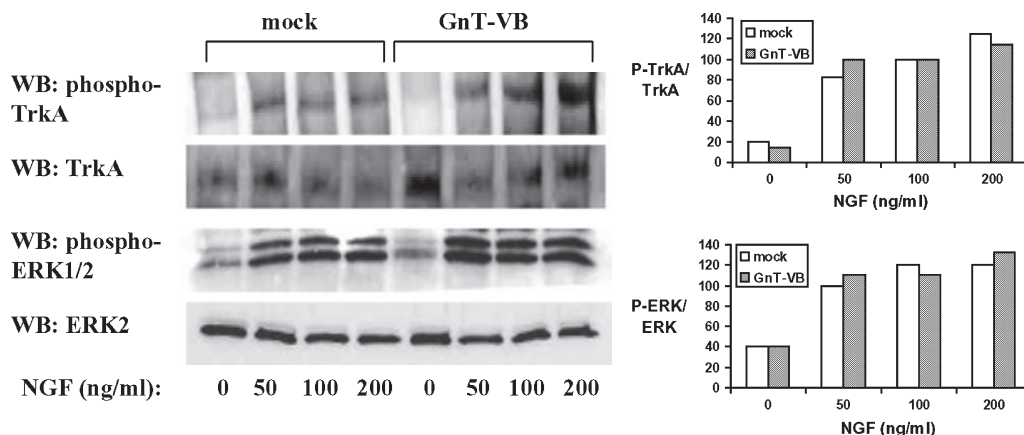 mock GnT-VB
WB: phospho-
TrkA
WB: TrkA
WB: phospho-
ERK1/2
WB: ERK2
NGF (ng/ml): 0 50 100 200 0 50 100 200
140
120
100
80
60
40
20
0
P-TrkA/
TrkA
mock
GnT-VB
0 50 100 200
NGF (ng/ml)
140
120
100
80
60
40
20
0
P-ERK/
ERK
mock
GnT-VB
0 50 100 200
NGF (ng/ml)